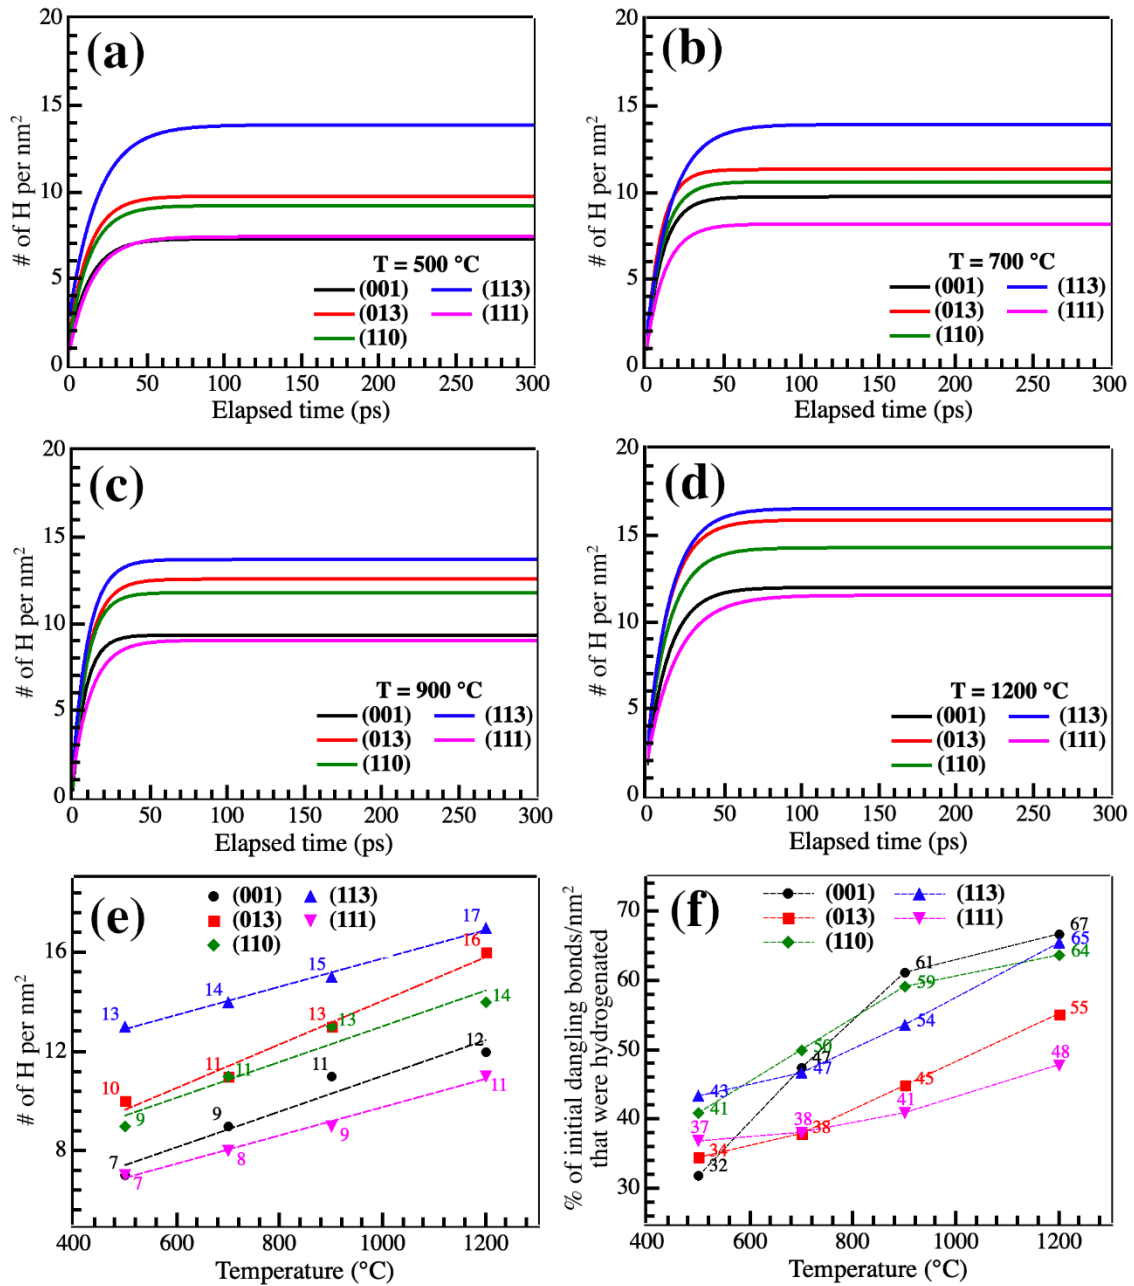 (a)
# of H per nm²
20
15
10
5
0
T = 500 °C
(001) (113)
(013) (111)
(110)
0 50 100 150 200 250 300
Elapsed time (ps)
(b)
# of H per nm²
20
15
10
5
0
T = 700 °C
(001) (113)
(013) (111)
(110)
0 50 100 150 200 250 300
Elapsed time (ps)
(c)
# of H per nm²
20
15
10
5
0
T = 900 °C
(001) (113)
(013) (111)
(110)
0 50 100 150 200 250 300
Elapsed time (ps)
(d)
# of H per nm²
20
15
10
5
0
T = 1200 °C
(001) (113)
(013) (111)
(110)
0 50 100 150 200 250 300
Elapsed time (ps)
(e)
(001) (113)
(013) (111)
(110)
# of H per nm²
16
12
8
13 14 15 17
10 11 13 16
9 11 13 14
7 9 11 12
7 8 9 11
400 600 800 1000 1200
Temperature (°C)
(f)
(001) (113)
(013) (111)
(110)
% of initial dangling bonds/nm²
that were hydrogenated
70
60
50
40
30
32 47 61 67
43 47 54 65
41 50 59 64
34 38 45 55
37 38 41 48
400 600 800 1000 1200
Temperature (°C)